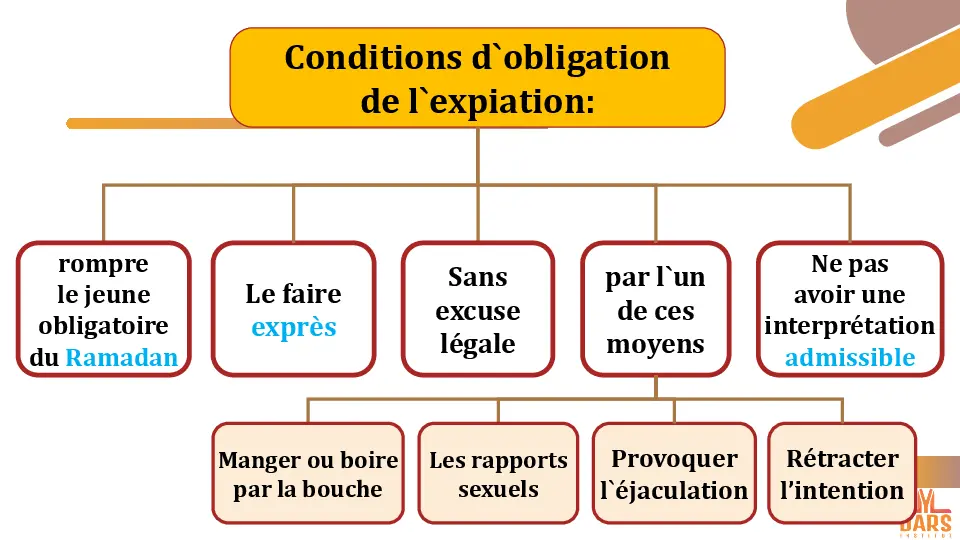 Conditions d`obligation
de l`expiation:
rompre
le jeune
obligatoire
du Ramadan
Le faire
exprès
Sans
excuse
légale
par l`un
de ces
moyens
Ne pas
avoir une
interprétation
admissible
Manger ou boire
par la bouche
Les rapports
sexuels
Provoquer
l`éjaculation
Rétracter
l’intention
DARS
INSTITUT